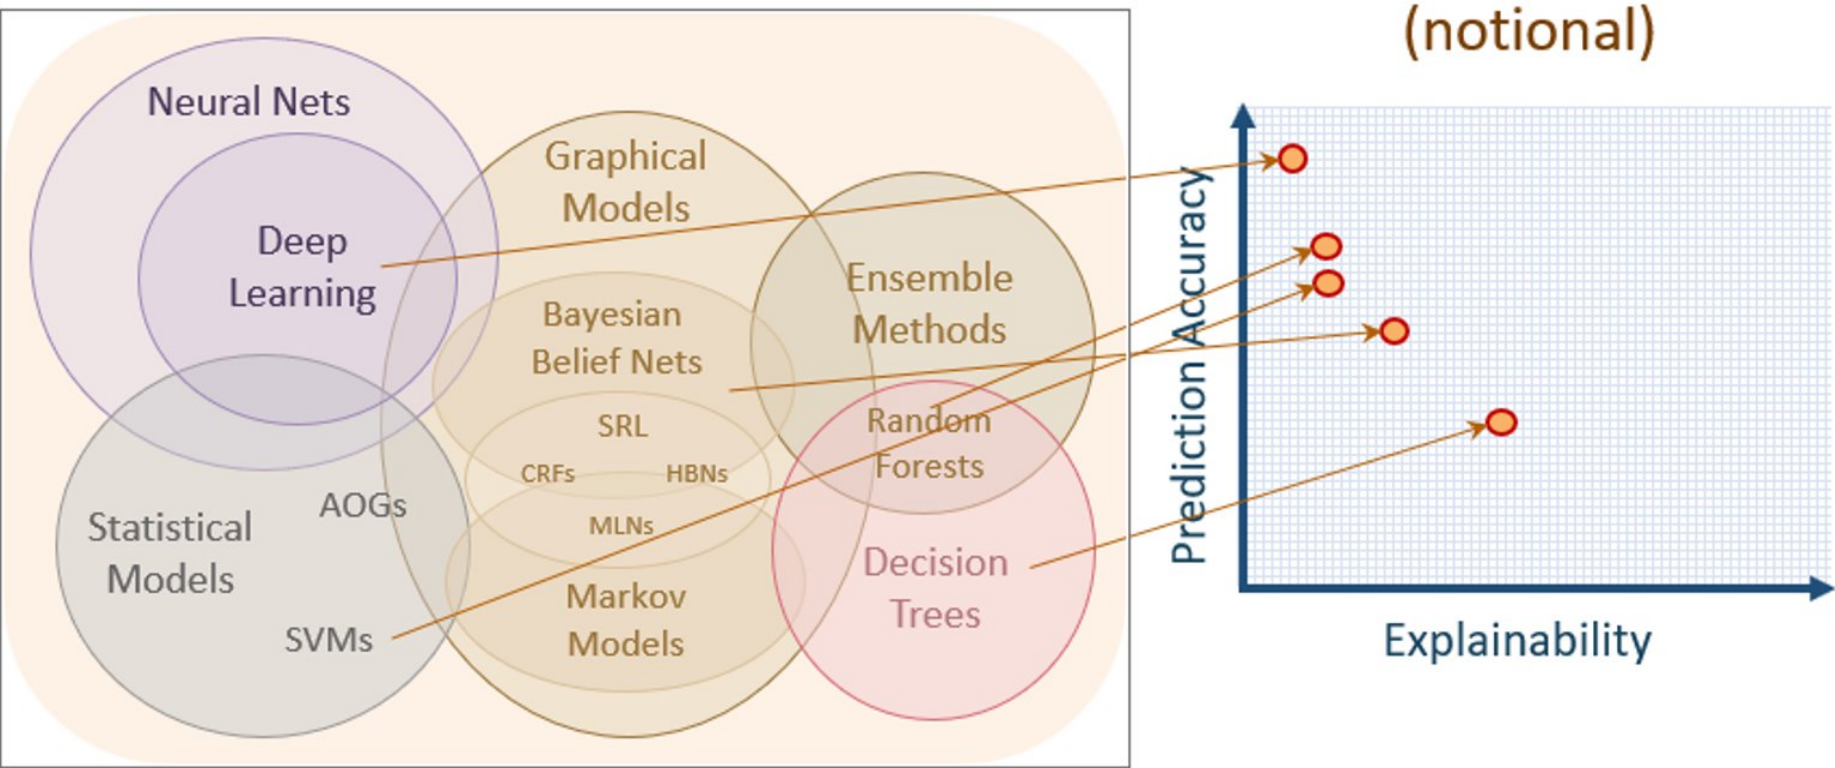 (notional)
Neural Nets
Deep
Learning
Graphical
Models
Ensemble
Methods
Bayesian
Belief Nets
SRL
CRFs
HBNs
MLNs
Markov
Models
Statistical
Models
AOGs
SVMs
Random
Forests
Decision
Trees
Prediction Accuracy
Explainability